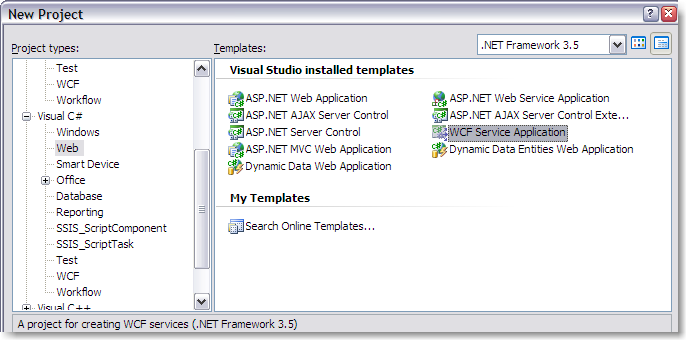 New Project
Project types:
Templates:
.NET Framework 3.5
Test
WCF
Workflow
Visual C#
Windows
Web
Smart Device
Office
Database
Reporting
SSIS_ScriptComponent
SSIS_ScriptTask
Test
WCF
Workflow
Visual C++
Visual Studio installed templates
ASP.NET Web Application
ASP.NET Web Service Application
ASP.NET AJAX Server Control
ASP.NET AJAX Server Control Exte...
ASP.NET Server Control
WCF Service Application
ASP.NET MVC Web Application
Dynamic Data Entities Web Application
Dynamic Data Web Application
My Templates
Search Online Templates...
A project for creating WCF services (.NET Framework 3.5)